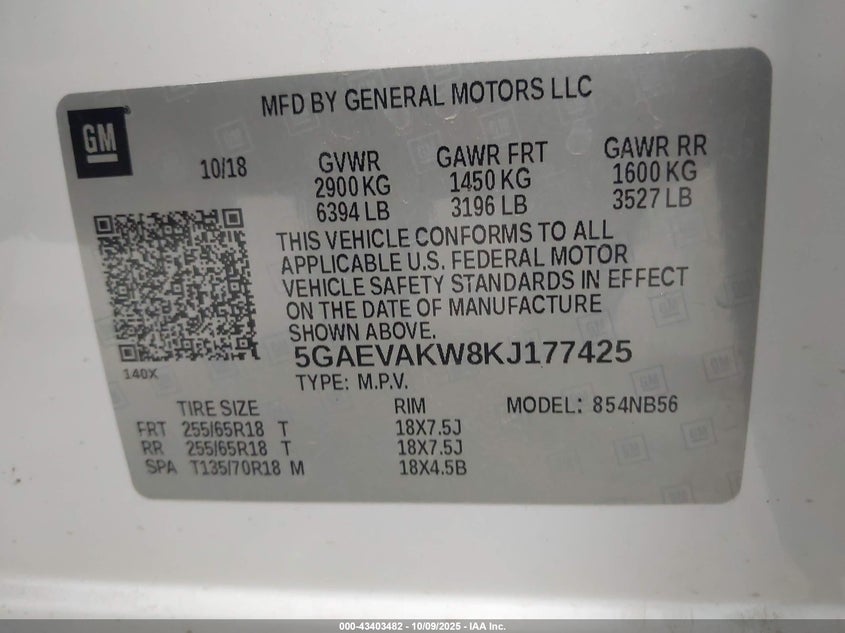 MFD BY GENERAL MOTORS LLC
GM
10/18
GVWR GAWR FRT GAWR RR
2900 KG 1450 KG 1600 KG
6394 LB 3196 LB 3527 LB
THIS VEHICLE CONFORMS TO ALL
APPLICABLE U.S. FEDERAL MOTOR
VEHICLE SAFETY STANDARDS IN EFFECT
ON THE DATE OF MANUFACTURE
SHOWN ABOVE.
5GAEVAKW8KJ177425
140X
TYPE: M.P.V.
TIRE SIZE RIM MODEL: 854NB56
FRT 255/65R18 T 18X7.5J
RR 255/65R18 T 18X7.5J
SPA T135/70R18 M 18X4.5B
000-43403482 - 10/09/2025 - IAA Inc.